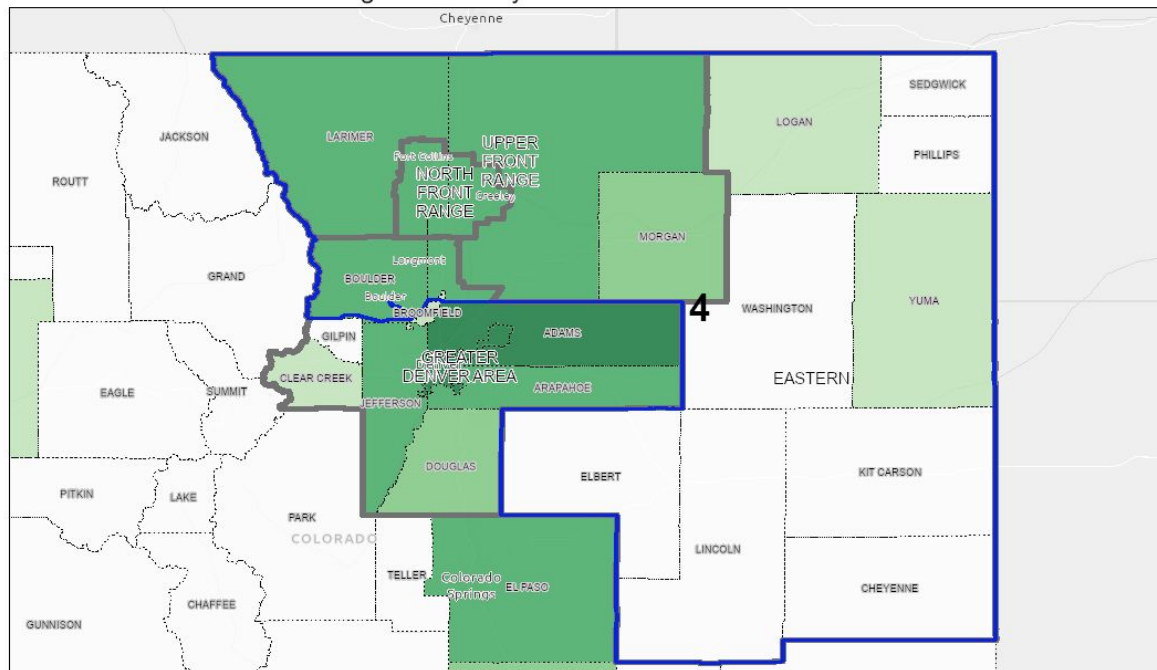 Cheyenne
SEDGWICK
LOGAN
JACKSON
LARIMER
UPPER
FRONT
RANGE
PHILLIPS
Fort Collins
NORTH
FRONT
RANGE
Greeley
ROUTT
MORGAN
GRAND
BOULDER
Longmont
Boulder
BROOMFIELD
4
WASHINGTON
YUMA
GILPIN
ADAMS
GREATER
DENVER AREA
CLEAR CREEK
EASTERN
EAGLE
SUMMIT
JEFFERSON
ARAPAHOE
DOUGLAS
ELBERT
KIT CARSON
PITKIN
LAKE
PARK
COLORADO
LINCOLN
TELLER
Colorado
Springs
EL PASO
CHEYENNE
CHAFFEE
GUNNISON